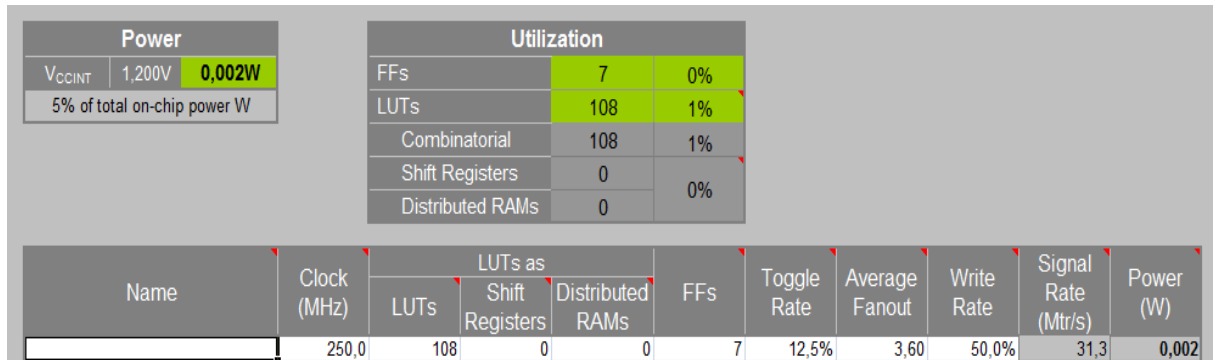 Power
VCCINT 1,200V 0,002W
5% of total on-chip power W
Utilization
FFs 7 0%
LUTs 108 1%
Combinatorial 108 1%
Shift Registers 0 0%
Distributed RAMs 0
Name
Clock (MHz)
LUTs as
LUTs
Shift Registers
Distributed RAMs
FFs
Toggle Rate
Average Fanout
Write Rate
Signal Rate (Mtr/s)
Power (W)
250,0 108 0 0 7 12,5% 3,60 50,0% 31,3 0,002